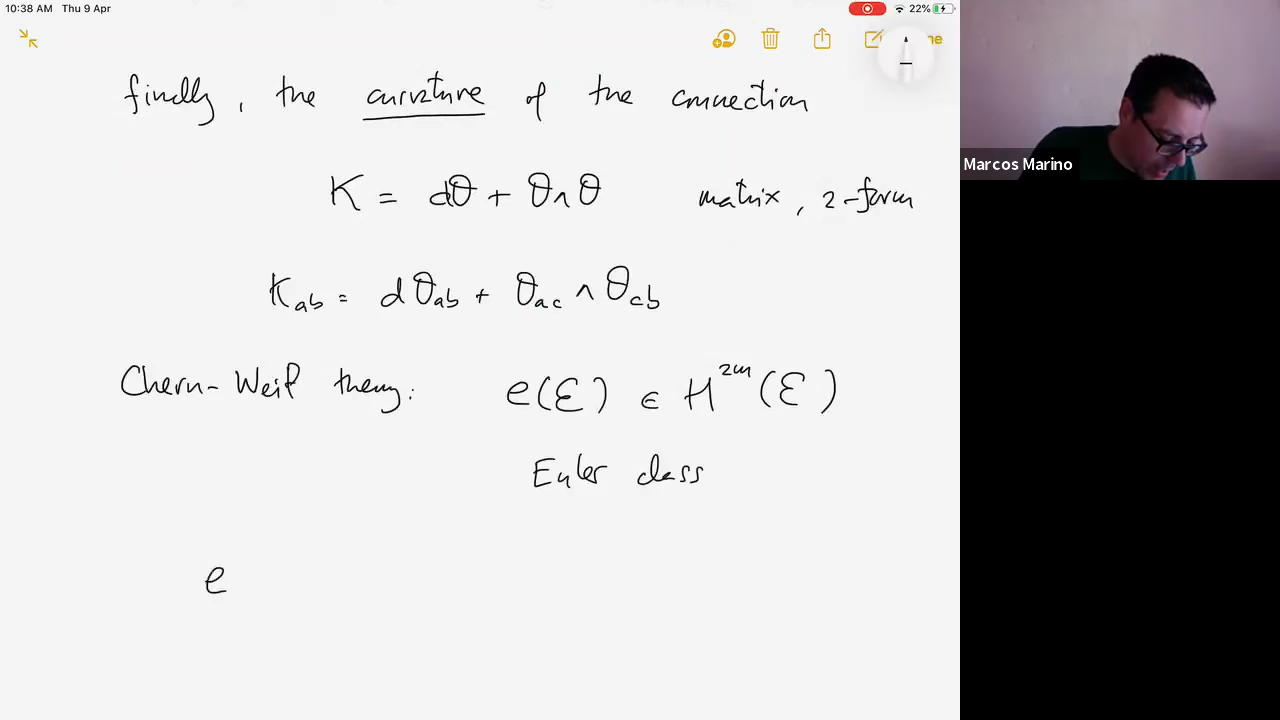 10:38 AM Thu 9 Apr
22%
finally, the curvature of the connection
K = dθ + θ∧θ matrix, 2-form
K_ab = dθ_ab + θ_ac ∧ θ_cb
Chern-Weil theory: e(ℰ) ∈ H^2m(ℰ)
Euler class
e
Marcos Marino